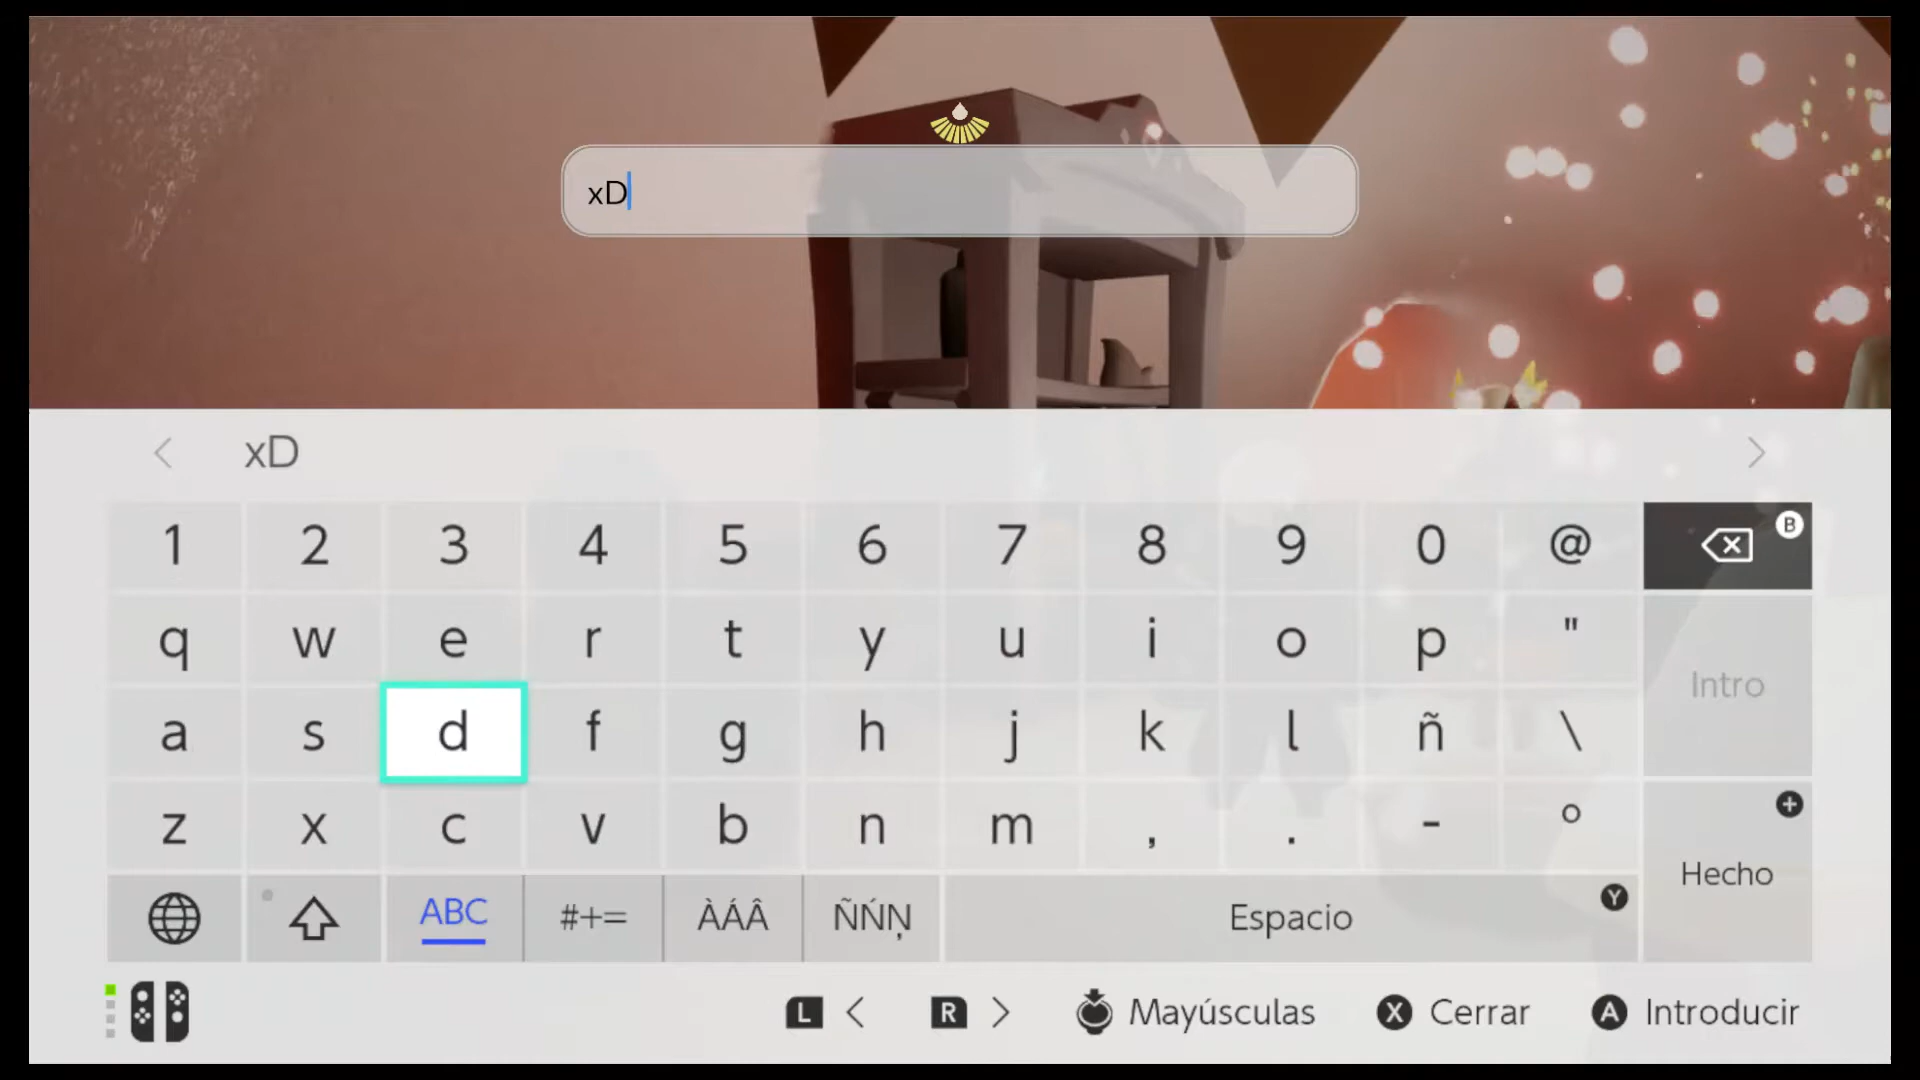 xD
xD
1 2 3 4 5 6 7 8 9 0 @ B
q w e r t y u i o p " Intro
a s d f g h j k l ñ \
z x c v b n m , . - º + Hecho
ABC #+= ÀÁÂ ÑŃŅ Espacio Y
L < R > Mayúsculas X Cerrar A Introducir